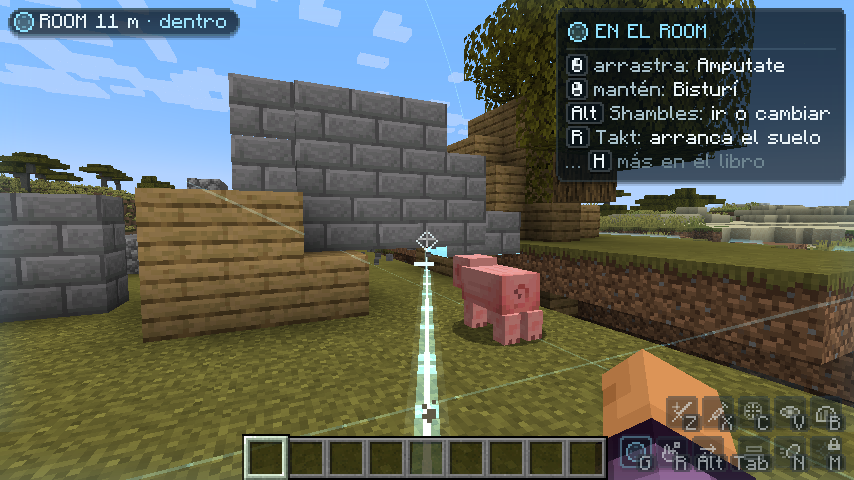 ROOM 11 m · dentro
EN EL ROOM
arrastra: Amputate
mantén: Bisturí
Alt Shambles: ir o cambiar
R Takt: arranca el suelo
... H más en el libro
Z X C V B
G R Alt Tab N M